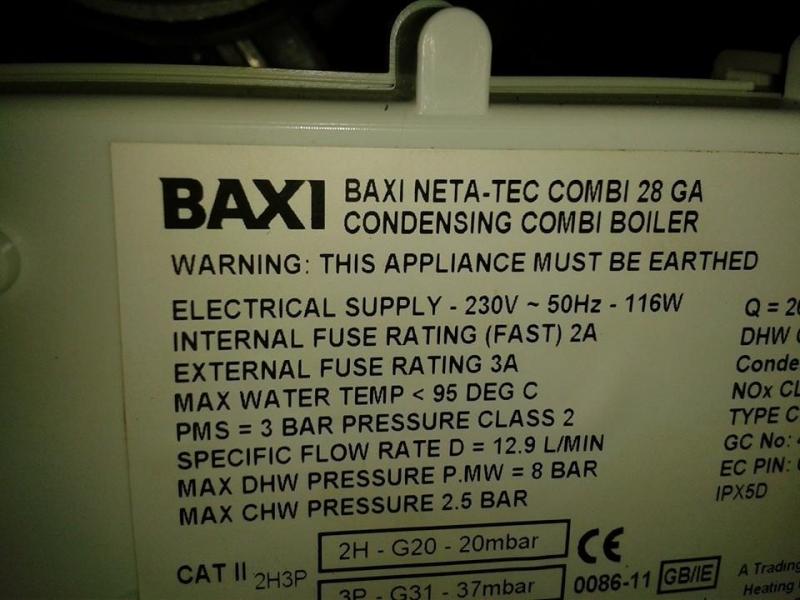 BAXI
BAXI NETA-TEC COMBI 28 GA
CONDENSING COMBI BOILER
WARNING: THIS APPLIANCE MUST BE EARTHED
ELECTRICAL SUPPLY - 230V ~ 50Hz - 116W
INTERNAL FUSE RATING (FAST) 2A
EXTERNAL FUSE RATING 3A
MAX WATER TEMP < 95 DEG C
PMS = 3 BAR PRESSURE CLASS 2
SPECIFIC FLOW RATE D = 12.9 L/MIN
MAX DHW PRESSURE P.MW = 8 BAR
MAX CHW PRESSURE 2.5 BAR
CAT II 2H3P
2H - G20 - 20mbar
3P - G31 - 37mbar
CE
0086-11 GB/IE
Q =
DHW
NOx
TYPE
GC No:
EC PIN:
IPX5D
A Trading
Heating